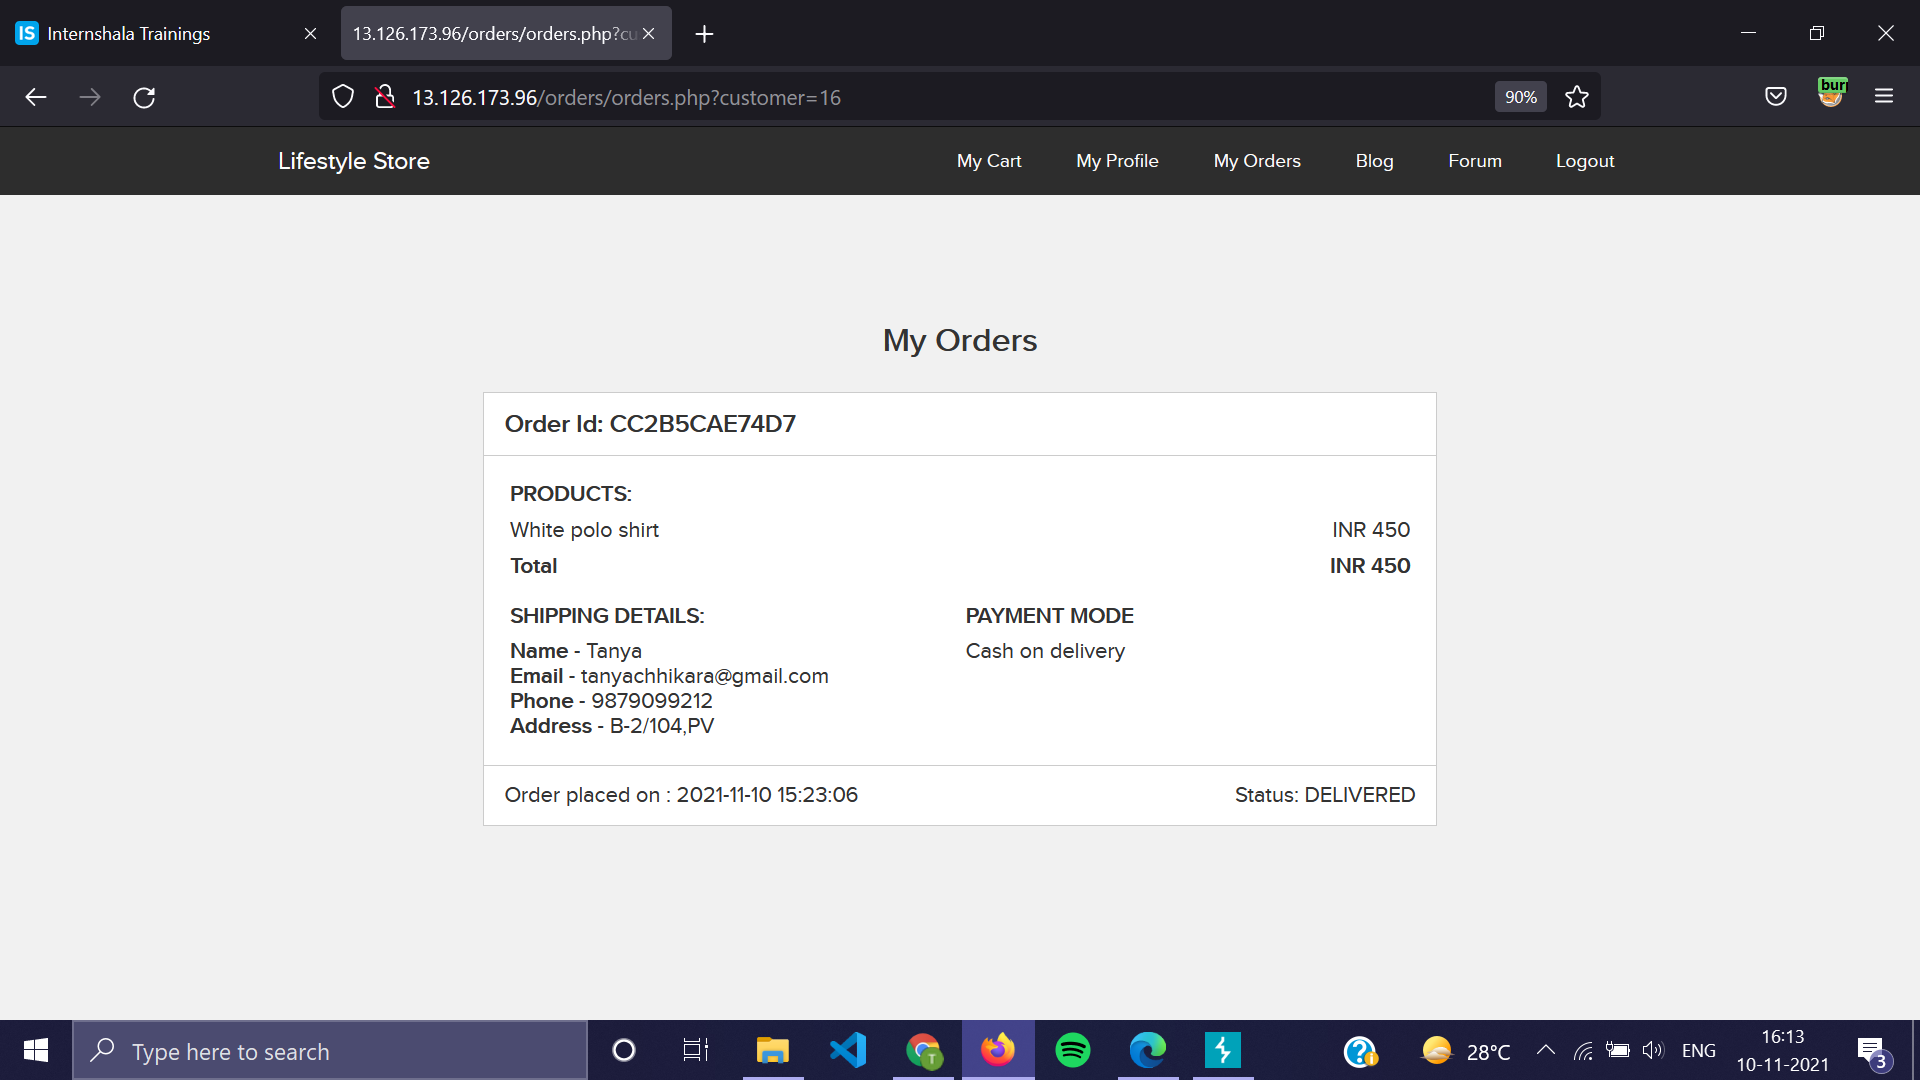 IS Internshala Trainings
13.126.173.96/orders/orders.php?cu
13.126.173.96/orders/orders.php?customer=16
90%
bur
Lifestyle Store
My Cart
My Profile
My Orders
Blog
Forum
Logout
My Orders
Order Id: CC2B5CAE74D7
PRODUCTS:
White polo shirt INR 450
Total INR 450
SHIPPING DETAILS:
Name - Tanya
Email - tanyachhikara@gmail.com
Phone - 9879099212
Address - B-2/104,PV
PAYMENT MODE
Cash on delivery
Order placed on : 2021-11-10 15:23:06
Status: DELIVERED
Type here to search
T
28°C
ENG
16:13
10-11-2021
3